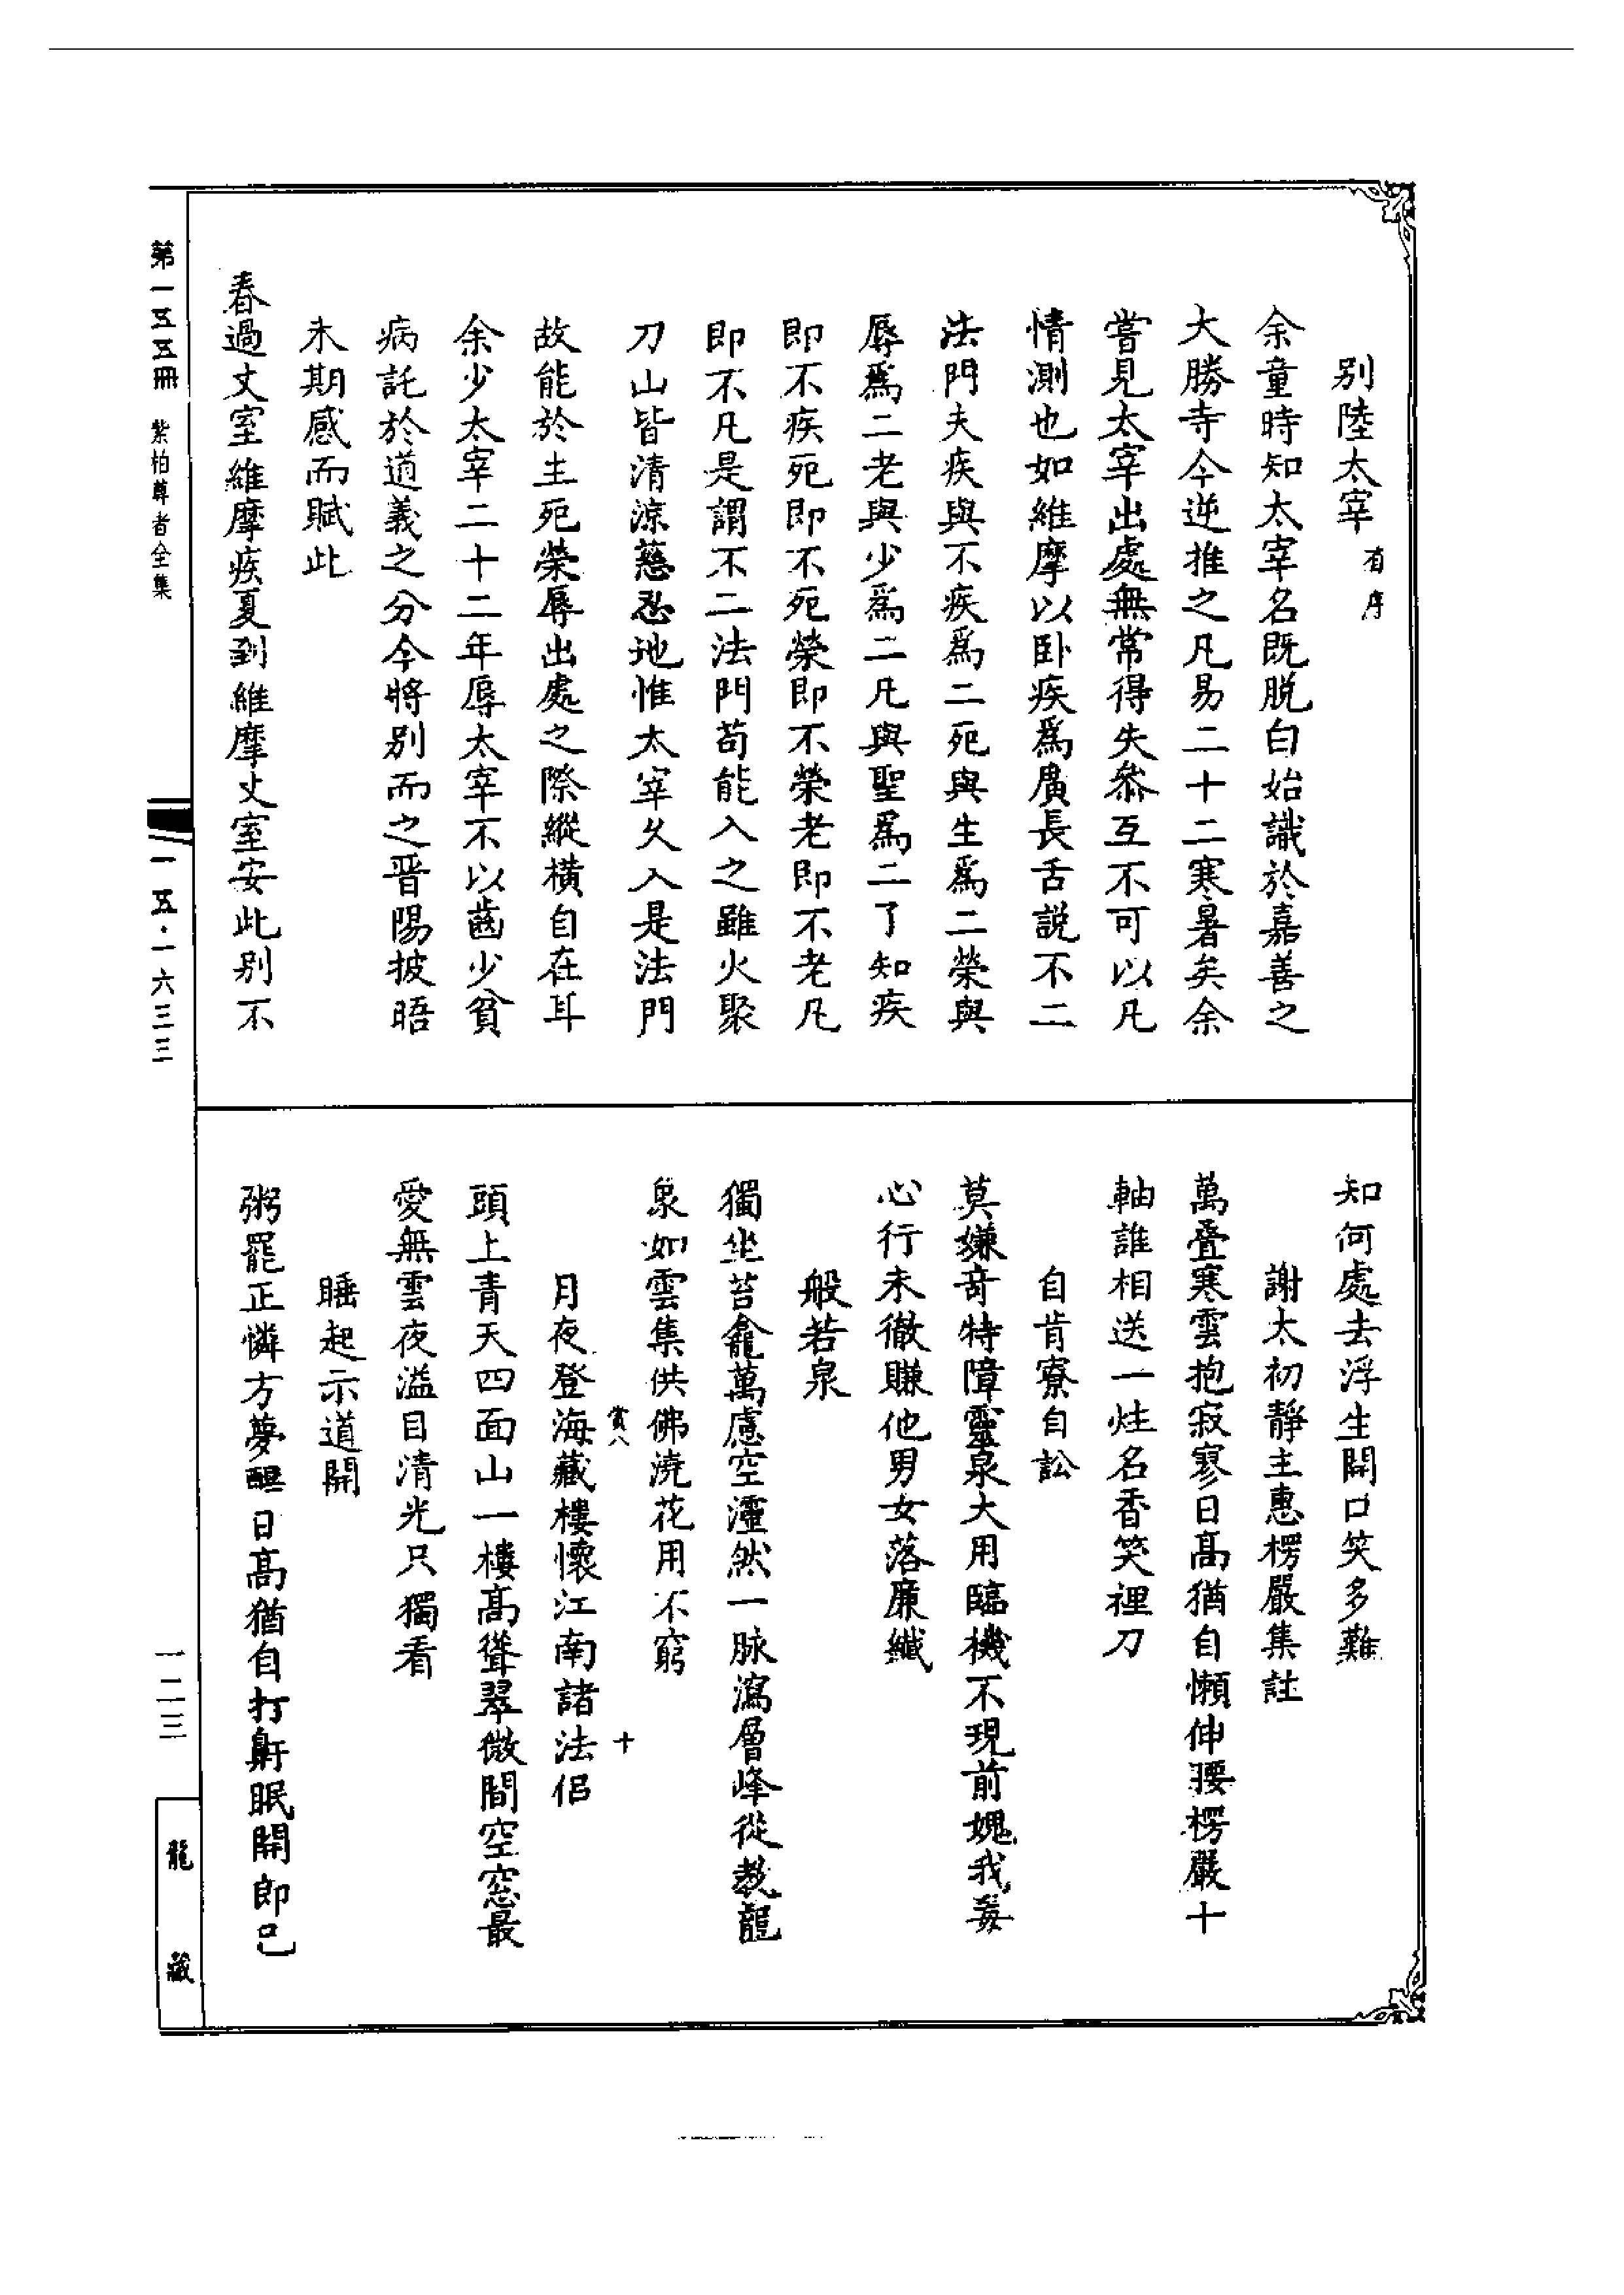 別陸太宰 有序
余童時知太宰名既脫白始識於嘉善之
大勝寺今逆推之凡易二十二寒暑矣余
嘗見太宰出處無常得失叅互不可以凡
情測也如維摩以卧疾爲廣長舌説不二
法門夫疾與不疾爲二死與生爲二榮與
辱爲二老與少爲二凡與聖爲二了知疾
即不疾死即不死榮即不榮老即不老凡
即不凡是謂不二法門苟能入之雖火聚
刀山皆清涼慈忍地惟太宰久入是法門
故能於生死榮辱出處之際縱橫自在耳
余少太宰二十二年辱太宰不以齒少貧
病託於道義之分今將別而之晋陽披晤
未期感而賦此
春過丈室維摩疾夏到維摩丈室安此別不
知何處去浮生開口笑多難
謝太初靜主惠楞嚴集註
萬疊寒雲抱寂寥日髙猶自懶伸腰楞嚴十
軸誰相送一炷名香笑裡刀
自肯寮自訟
莫嫌竒特障靈泉大用臨機不現前媿我毎
心行未徹賺他男女落廉纖
般若泉
獨坐苔龕萬慮空瀅然一脉瀉層峰從教龍
泉如雲集供佛澆花用不窮
賞八 十
月夜登海藏樓懷江南諸法侣
頭上青天四面山一樓髙聳翠微間空窓最
愛無雲夜溢目清光只獨看
睡起示道開
粥罷正憐方夢醒日髙猶自打鼾眠開郎已
第一五五冊 紫柏尊者全集
一五·一六三三
一二三
龍藏